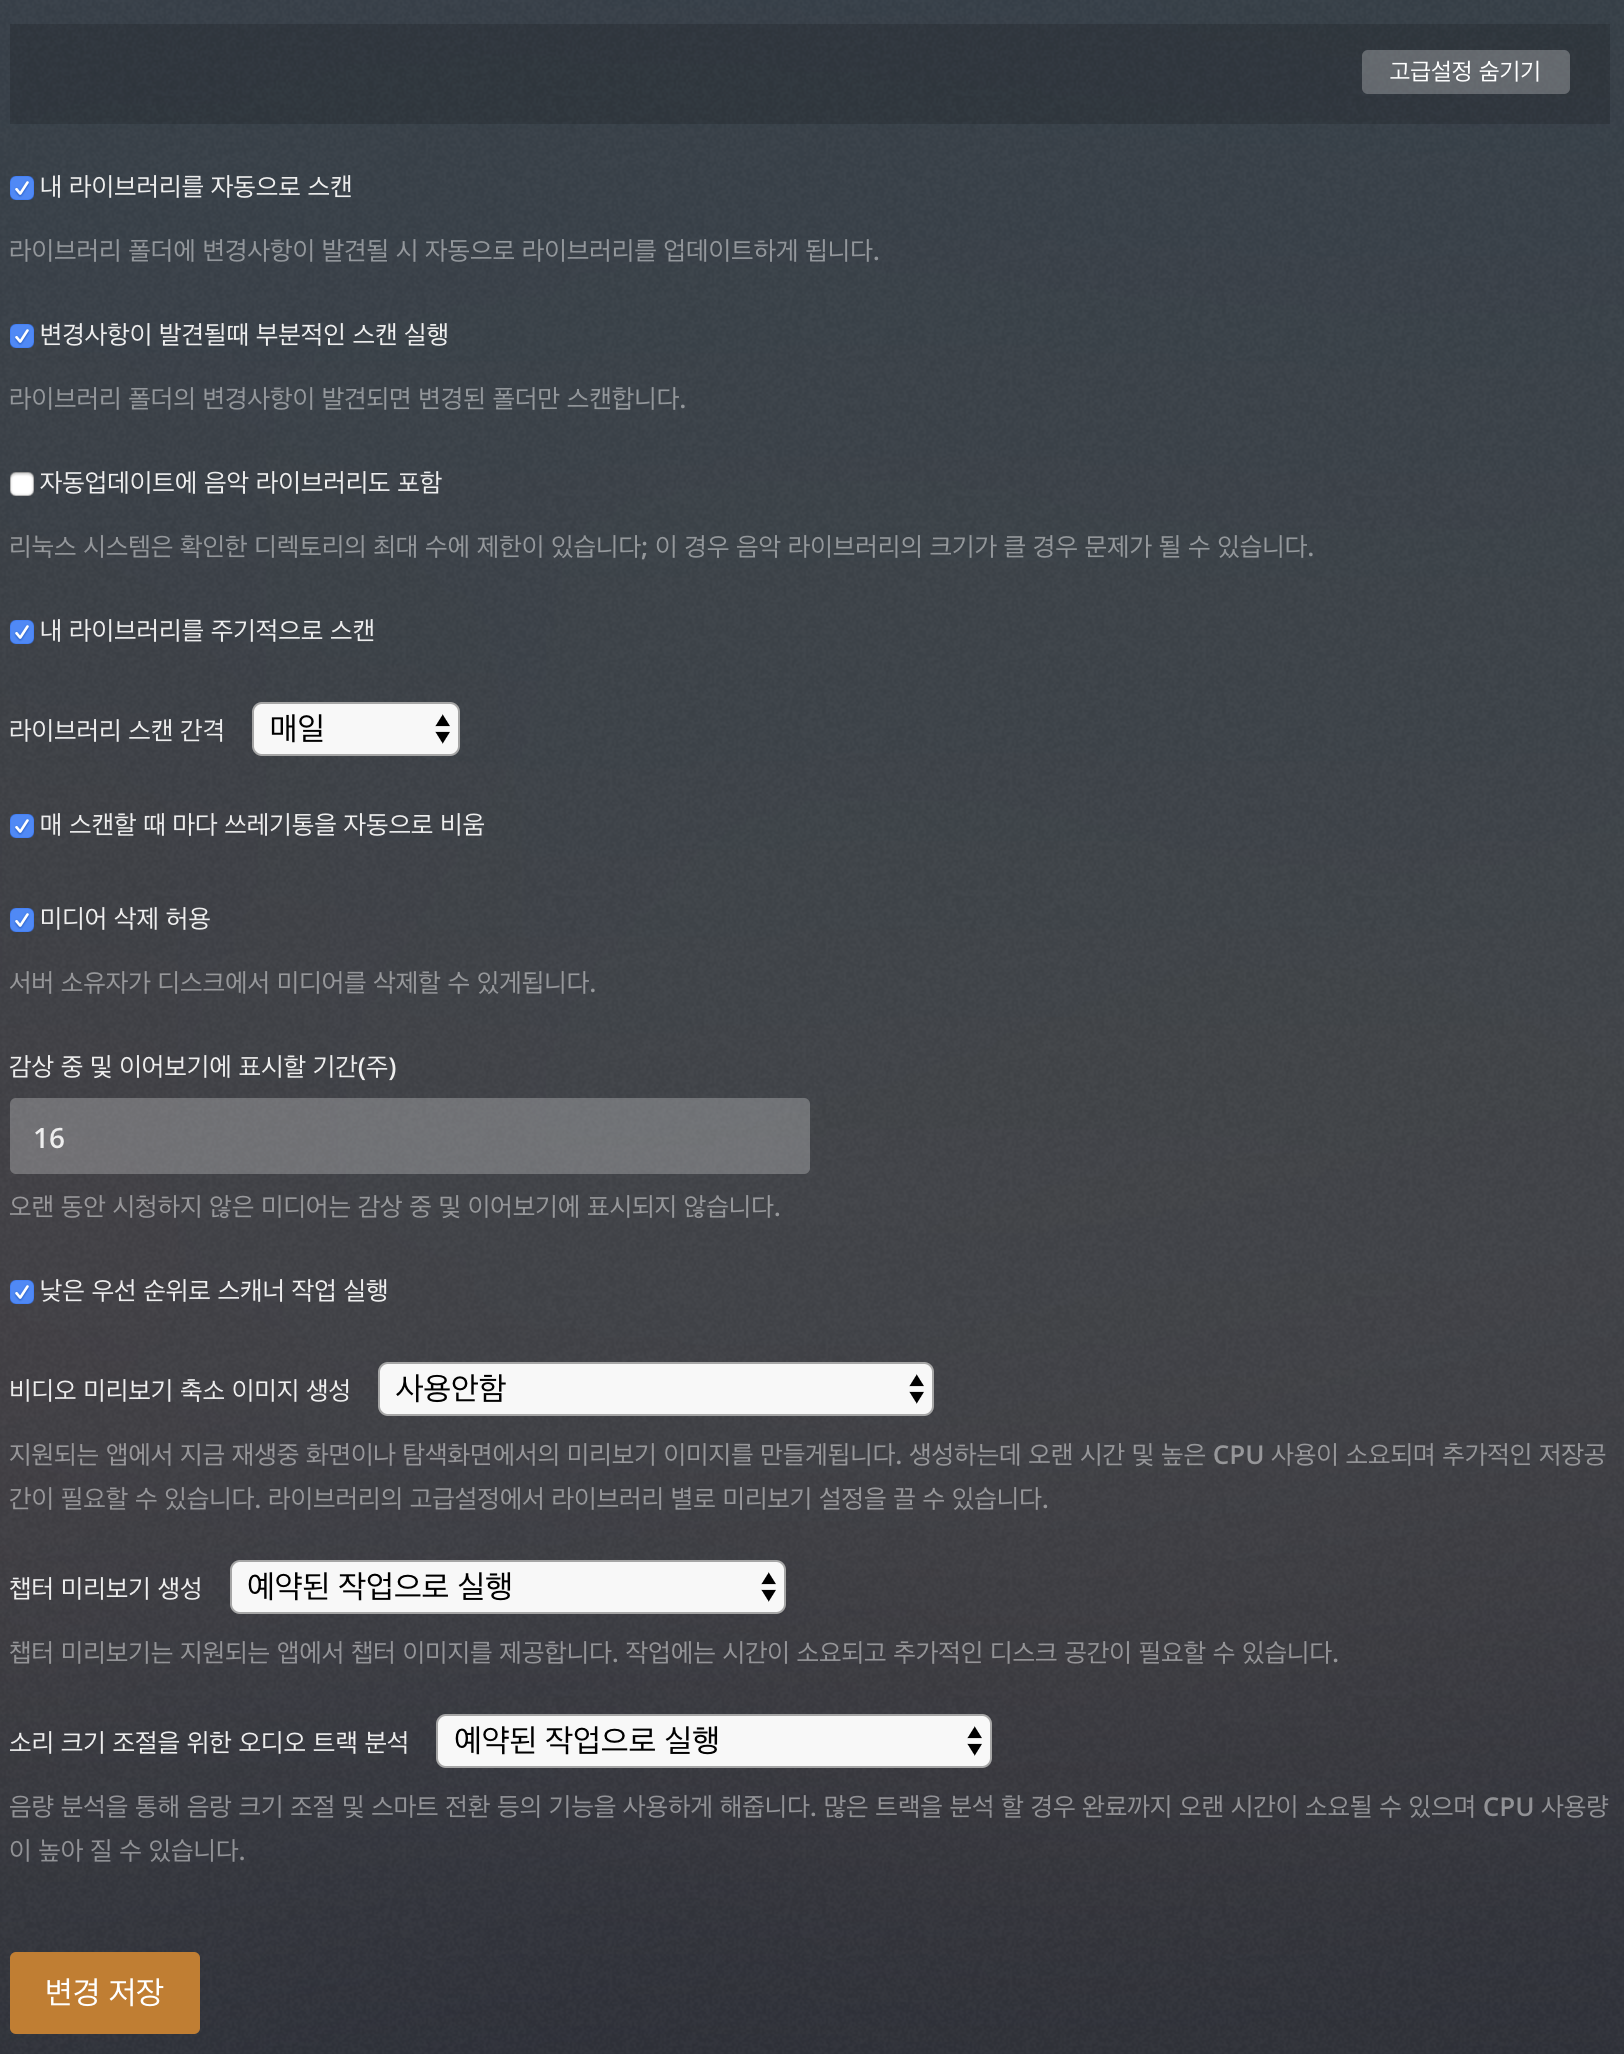 고급설정 숨기기
내 라이브러리를 자동으로 스캔
라이브러리 폴더에 변경사항이 발견될 시 자동으로 라이브러리를 업데이트하게 됩니다.
변경사항이 발견될때 부분적인 스캔 실행
라이브러리 폴더의 변경사항이 발견되면 변경된 폴더만 스캔합니다.
자동업데이트에 음악 라이브러리도 포함
리눅스 시스템은 확인한 디렉토리의 최대 수에 제한이 있습니다; 이 경우 음악 라이브러리의 크기가 클 경우 문제가 될 수 있습니다.
내 라이브러리를 주기적으로 스캔
라이브러리 스캔 간격 매일
매 스캔할 때 마다 쓰레기통을 자동으로 비움
미디어 삭제 허용
서버 소유자가 디스크에서 미디어를 삭제할 수 있게됩니다.
감상 중 및 이어보기에 표시할 기간(주)
16
오랜 동안 시청하지 않은 미디어는 감상 중 및 이어보기에 표시되지 않습니다.
낮은 우선 순위로 스캐너 작업 실행
비디오 미리보기 축소 이미지 생성 사용안함
지원되는 앱에서 지금 재생중 화면이나 탐색화면에서의 미리보기 이미지를 만들게됩니다. 생성하는데 오랜 시간 및 높은 CPU 사용이 소요되며 추가적인 저장공
간이 필요할 수 있습니다. 라이브러리의 고급설정에서 라이브러리 별로 미리보기 설정을 끌 수 있습니다.
챕터 미리보기 생성 예약된 작업으로 실행
챕터 미리보기는 지원되는 앱에서 챕터 이미지를 제공합니다. 작업에는 시간이 소요되고 추가적인 디스크 공간이 필요할 수 있습니다.
소리 크기 조절을 위한 오디오 트랙 분석 예약된 작업으로 실행
음량 분석을 통해 음랑 크기 조절 및 스마트 전환 등의 기능을 사용하게 해줍니다. 많은 트랙을 분석 할 경우 완료까지 오랜 시간이 소요될 수 있으며 CPU 사용량
이 높아 질 수 있습니다.
변경 저장